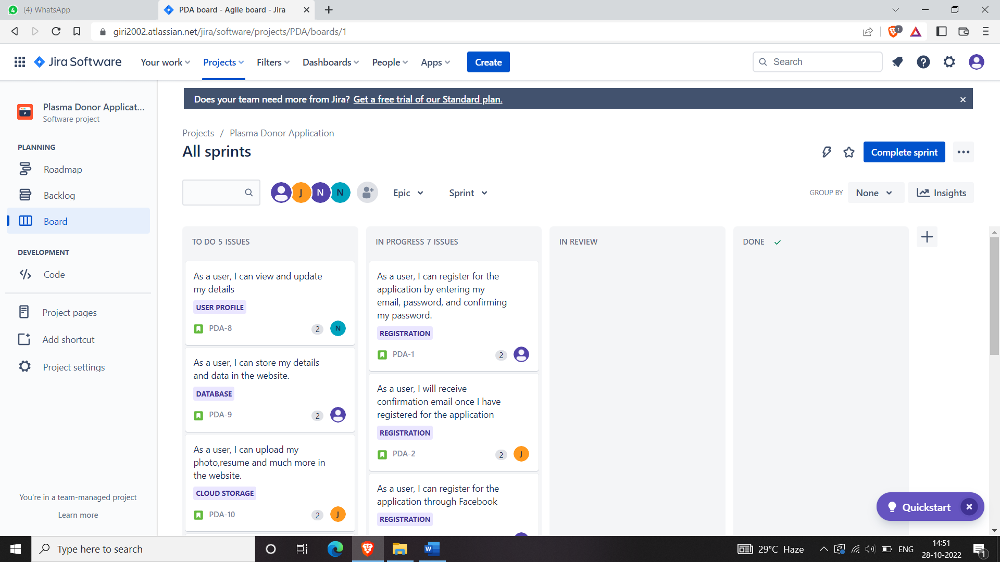 4 (4) WhatsApp
PDA board - Agile board - Jira
giri2002.atlassian.net/jira/software/projects/PDA/boards/1
1
Jira Software
Your work Projects Filters Dashboards People Apps Create
Search
Plasma Donor Applicat...
Software project
PLANNING
Roadmap
Backlog
Board
DEVELOPMENT
Code
Project pages
Add shortcut
Project settings
You're in a team-managed project
Learn more
Does your team need more from Jira? Get a free trial of our Standard plan.
Projects / Plasma Donor Application
All sprints
Complete sprint
J N N Epic Sprint
GROUP BY None Insights
TO DO 5 ISSUES
As a user, I can view and update
my details
USER PROFILE
PDA-8 2 N
As a user, I can store my details
and data in the website.
DATABASE
PDA-9 2
As a user, I can upload my
photo,resume and much more in
the website.
CLOUD STORAGE
PDA-10 2 J
IN PROGRESS 7 ISSUES
As a user, I can register for the
application by entering my
email, password, and confirming
my password.
REGISTRATION
PDA-1 2
As a user, I will receive
confirmation email once I have
registered for the application
REGISTRATION
PDA-2 2 J
As a user, I can register for the
application through Facebook
REGISTRATION
IN REVIEW
DONE
Quickstart
Type here to search
29°C Haze
ENG
14:51
28-10-2022
1